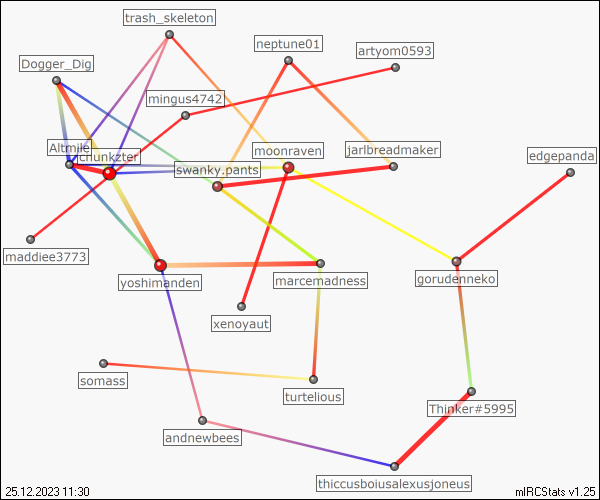 trash_skeleton
neptune01
artyom0593
Dogger_Dig
mingus4742
Altmile
chunkzter
moonraven
jarlbreadmaker
edgepanda
swanky.pants
maddiee3773
yoshimanden
marcemadness
gorudenneko
xenoyaut
somass
turtelious
Thinker#5995
andnewbees
thiccusboiusalexusjoneus
25.12.2023 11:30
mIRCStats v1.25